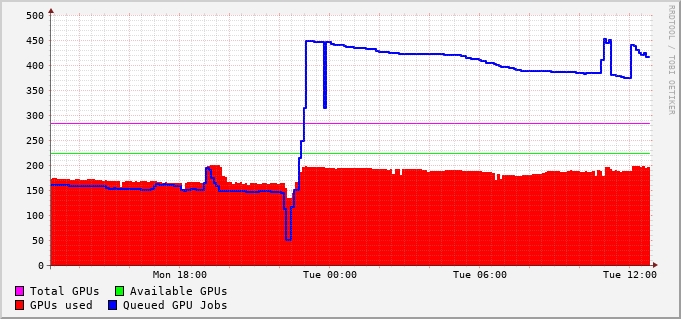 500
450
400
350
300
250
200
150
100
50
0
Mon 18:00 Tue 00:00 Tue 06:00 Tue 12:00
Total GPUs Available GPUs
GPUs used Queued GPU Jobs
RRDTOOL / TOBI OETIKER